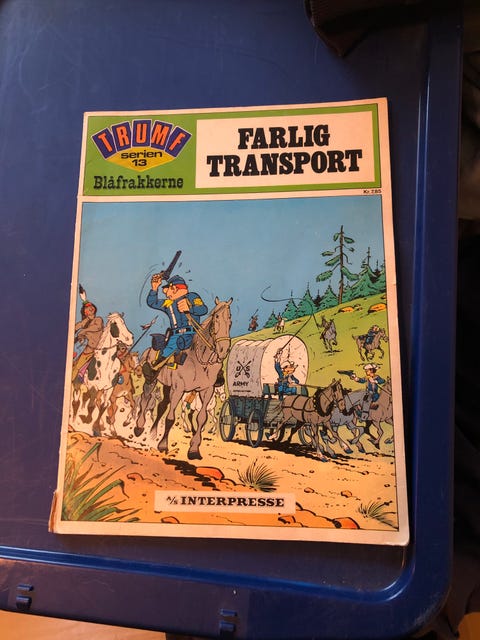 TRUMF
serien
13
Blåfrakkerne
FARLIG
TRANSPORT
Kr. 7.85
U S
ARMY
A/S INTERPRESSE